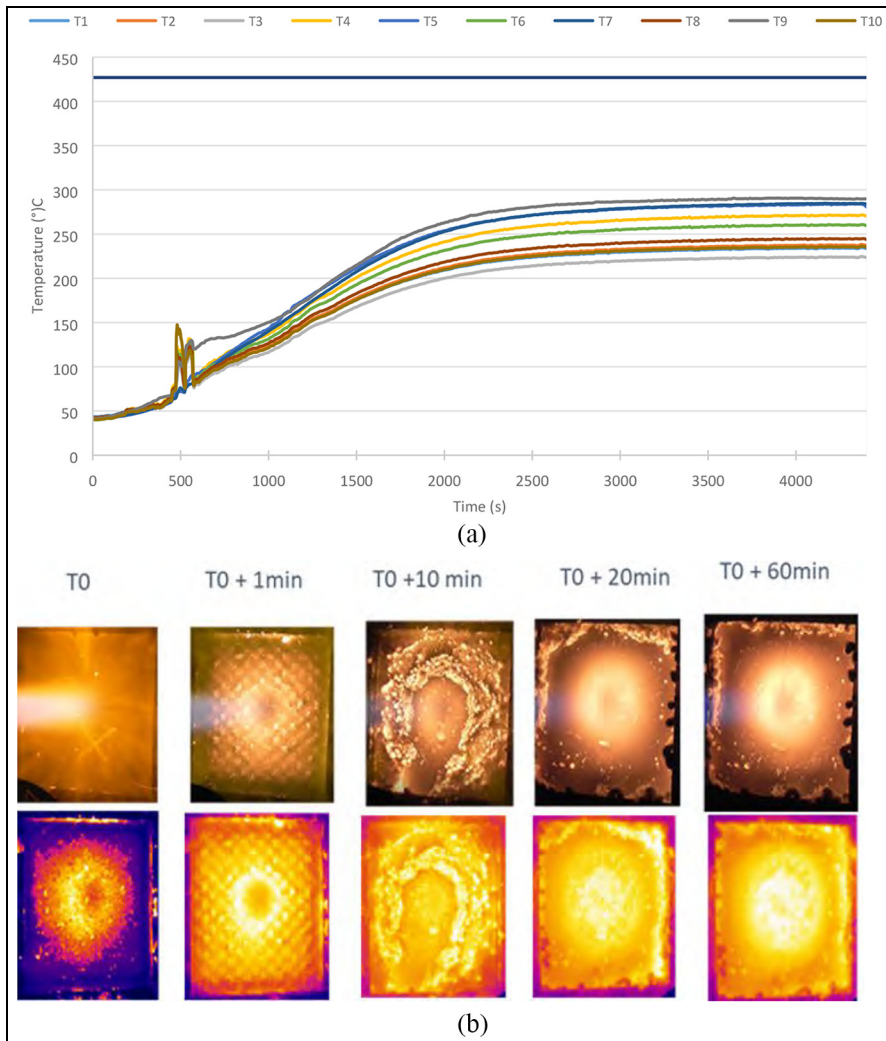 T1 T2 T3 T4 T5 T6 T7 T8 T9 T10
450
400
350
300
250
200
150
100
50
0
Temperature (°)C
0 500 1000 1500 2000 2500 3000 3500 4000
Time (s)
(a)
T0 T0 + 1min T0 +10 min T0 + 20min T0 + 60min
(b)